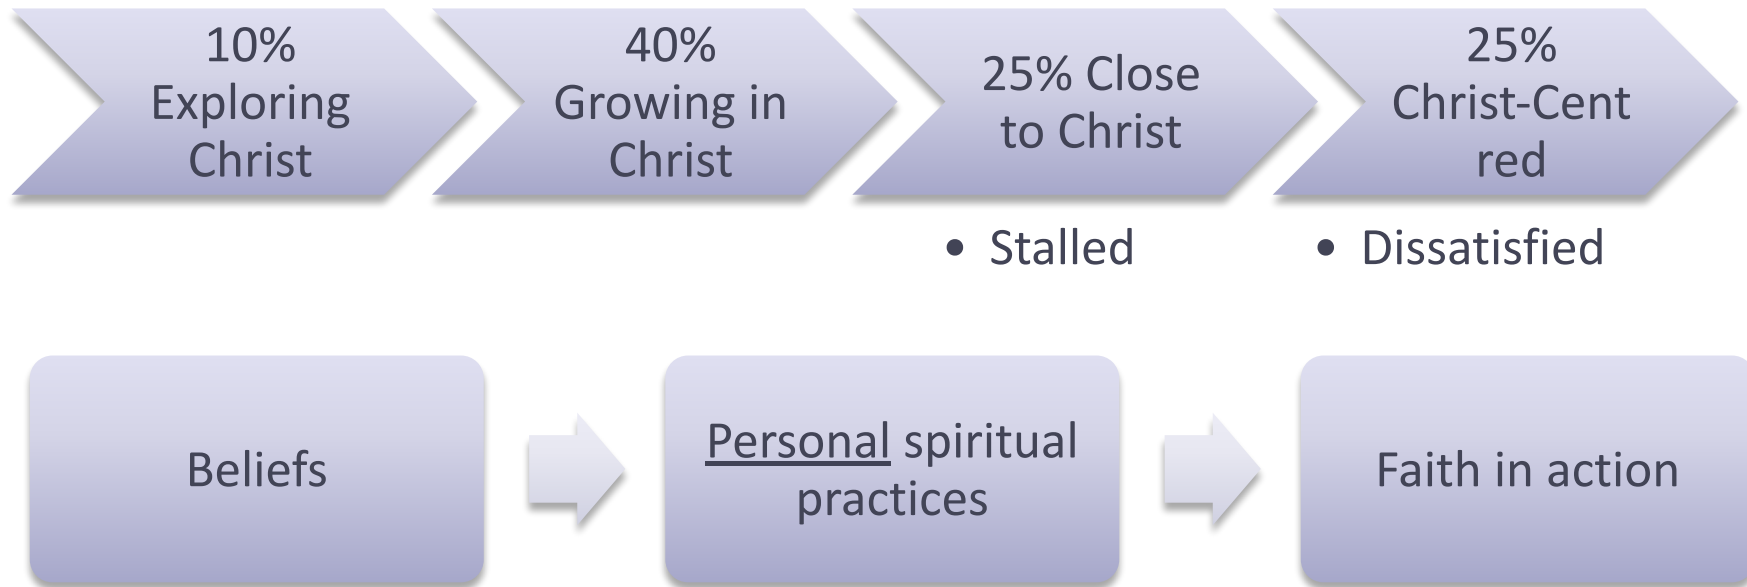 10%
Exploring
Christ
40%
Growing in
Christ
25% Close
to Christ
25%
Christ-Cent
red
• Stalled
• Dissatisfied
Beliefs
Personal spiritual
practices
Faith in action